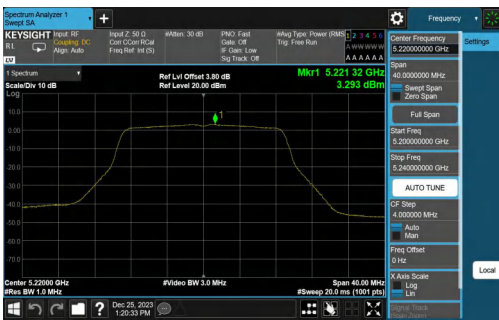 Spectrum Analyzer 1
Swept SA
Frequency
KEYSIGHT
Input: RF
Coupling: DC
Align: Auto
Input Z: 50 Ω
Corr CCorr RCal
Freq Ref: Int (S)
#Atten: 30 dB
PNO: Fast
Gate: Off
IF Gain: Low
Sig Track: Off
#Avg Type: Power (RMS)
Trig: Free Run
1 2 3 4 5 6
A W W W W W
A A A A A A
RL
LV
1 Spectrum
Scale/Div 10 dB
Log
Ref Lvl Offset 3.80 dB
Ref Level 20.00 dBm
Mkr1 5.221 32 GHz
3.293 dBm
1
10.0
0.00
-10.0
-20.0
-30.0
-40.0
-50.0
-60.0
-70.0
Center 5.22000 GHz
#Res BW 1.0 MHz
#Video BW 3.0 MHz
Span 40.00 MHz
#Sweep 20.0 ms (1001 pts)
Dec 25, 2023
1:20:33 PM
Center Frequency
5.220000000 GHz
Span
40.0000000 MHz
Swept Span
Zero Span
Full Span
Start Freq
5.200000000 GHz
Stop Freq
5.240000000 GHz
AUTO TUNE
CF Step
4.000000 MHz
Auto
Man
Freq Offset
0 Hz
X Axis Scale
Log
Lin
Signal Track
Settings
Local